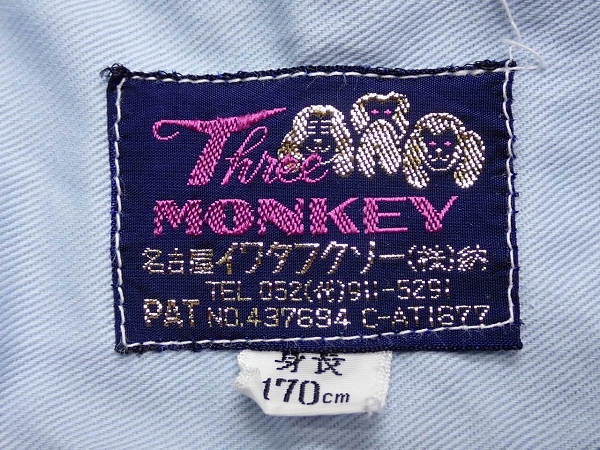 Three
MONKEY
名古屋イワタフクソー(株)納
TEL 052(代)911-5291
PAT NO.437694 C-AT1677
身長
170cm